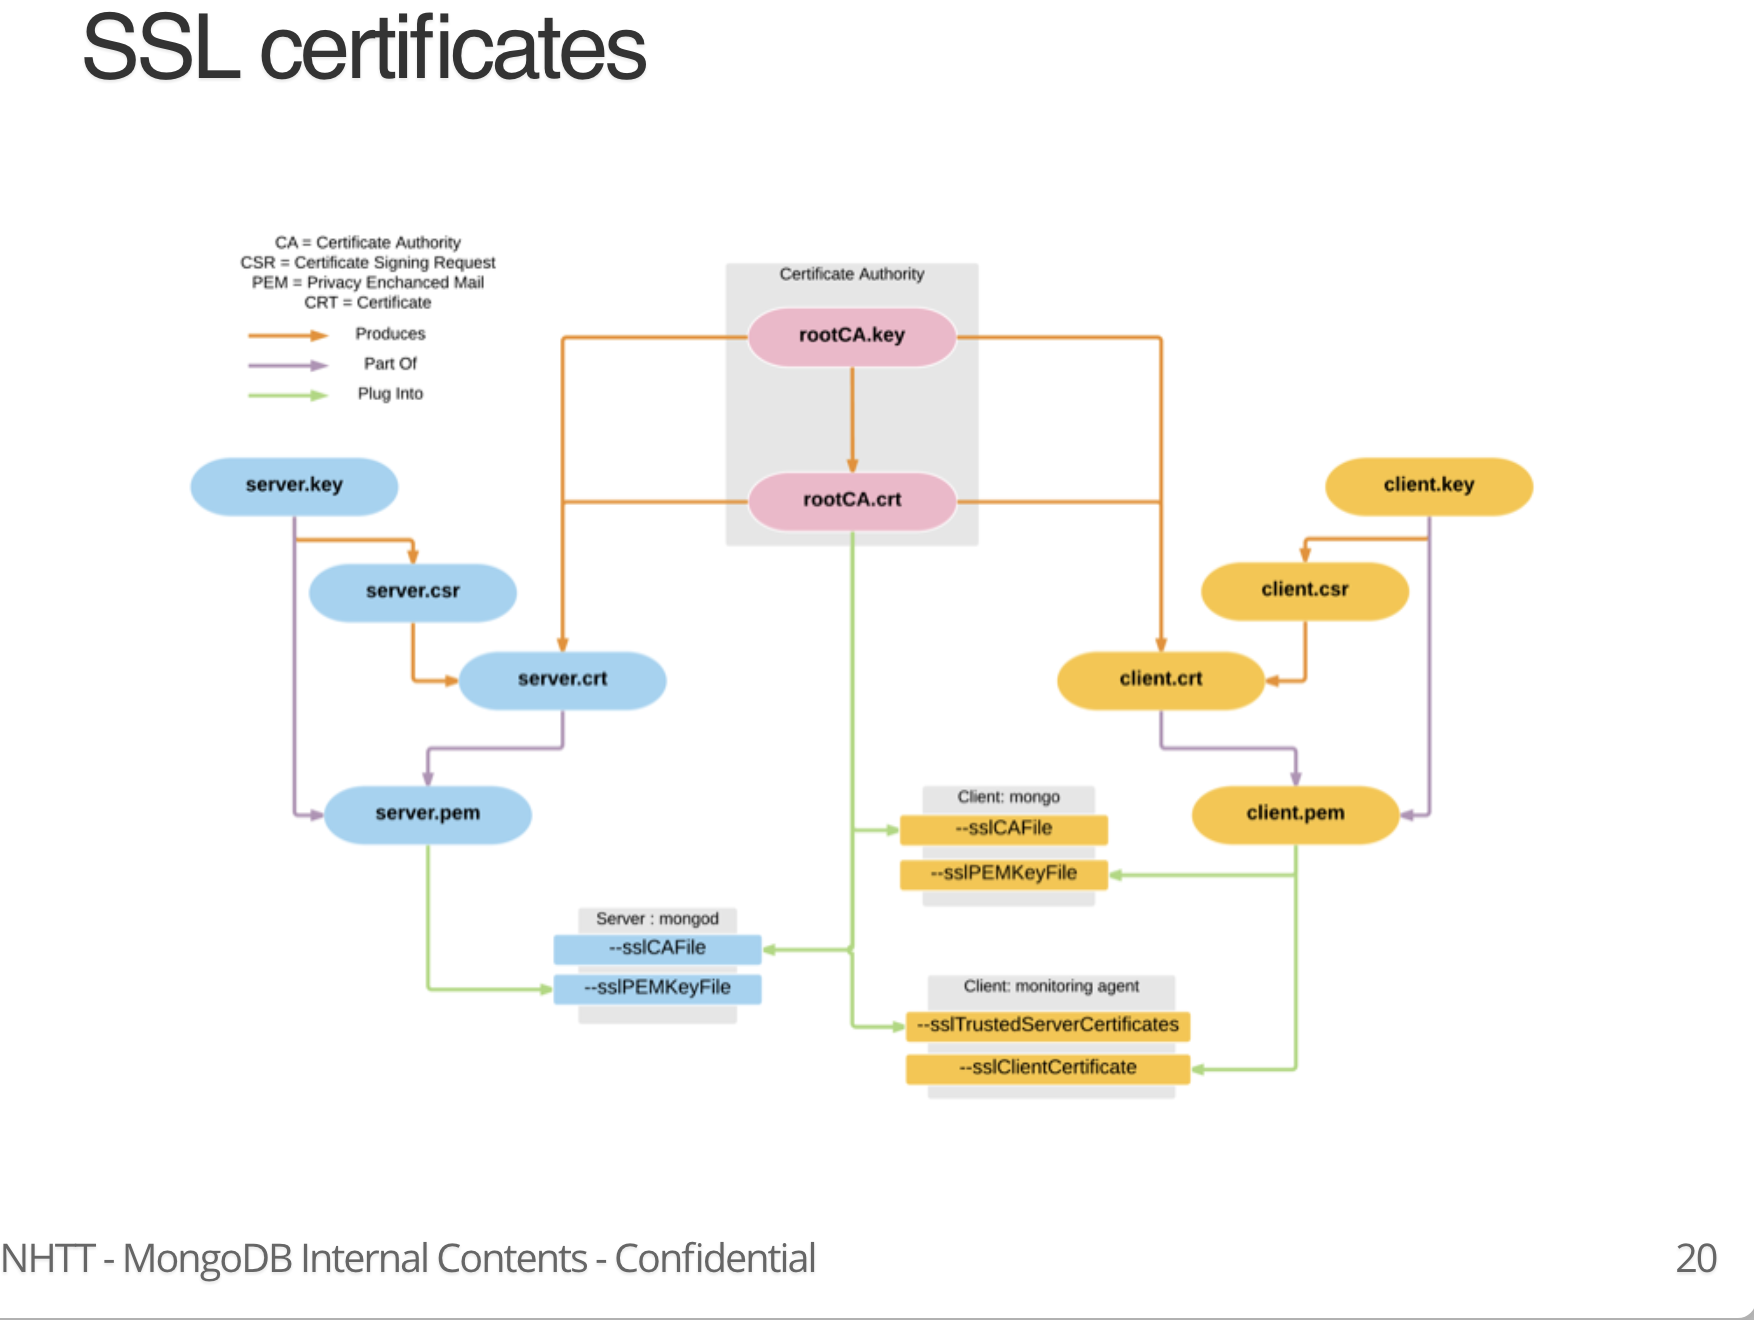 SSL certificates
CA = Certificate Authority
CSR = Certificate Signing Request
PEM = Privacy Enchanced Mail
CRT = Certificate
Produces
Part Of
Plug Into
Certificate Authority
rootCA.key
rootCA.crt
server.key
server.csr
server.crt
server.pem
client.key
client.csr
client.crt
client.pem
Client: mongo
--sslCAFile
--sslPEMKeyFile
Server : mongod
--sslCAFile
--sslPEMKeyFile
Client: monitoring agent
--sslTrustedServerCertificates
--sslClientCertificate
NHTT - MongoDB Internal Contents - Confidential
20